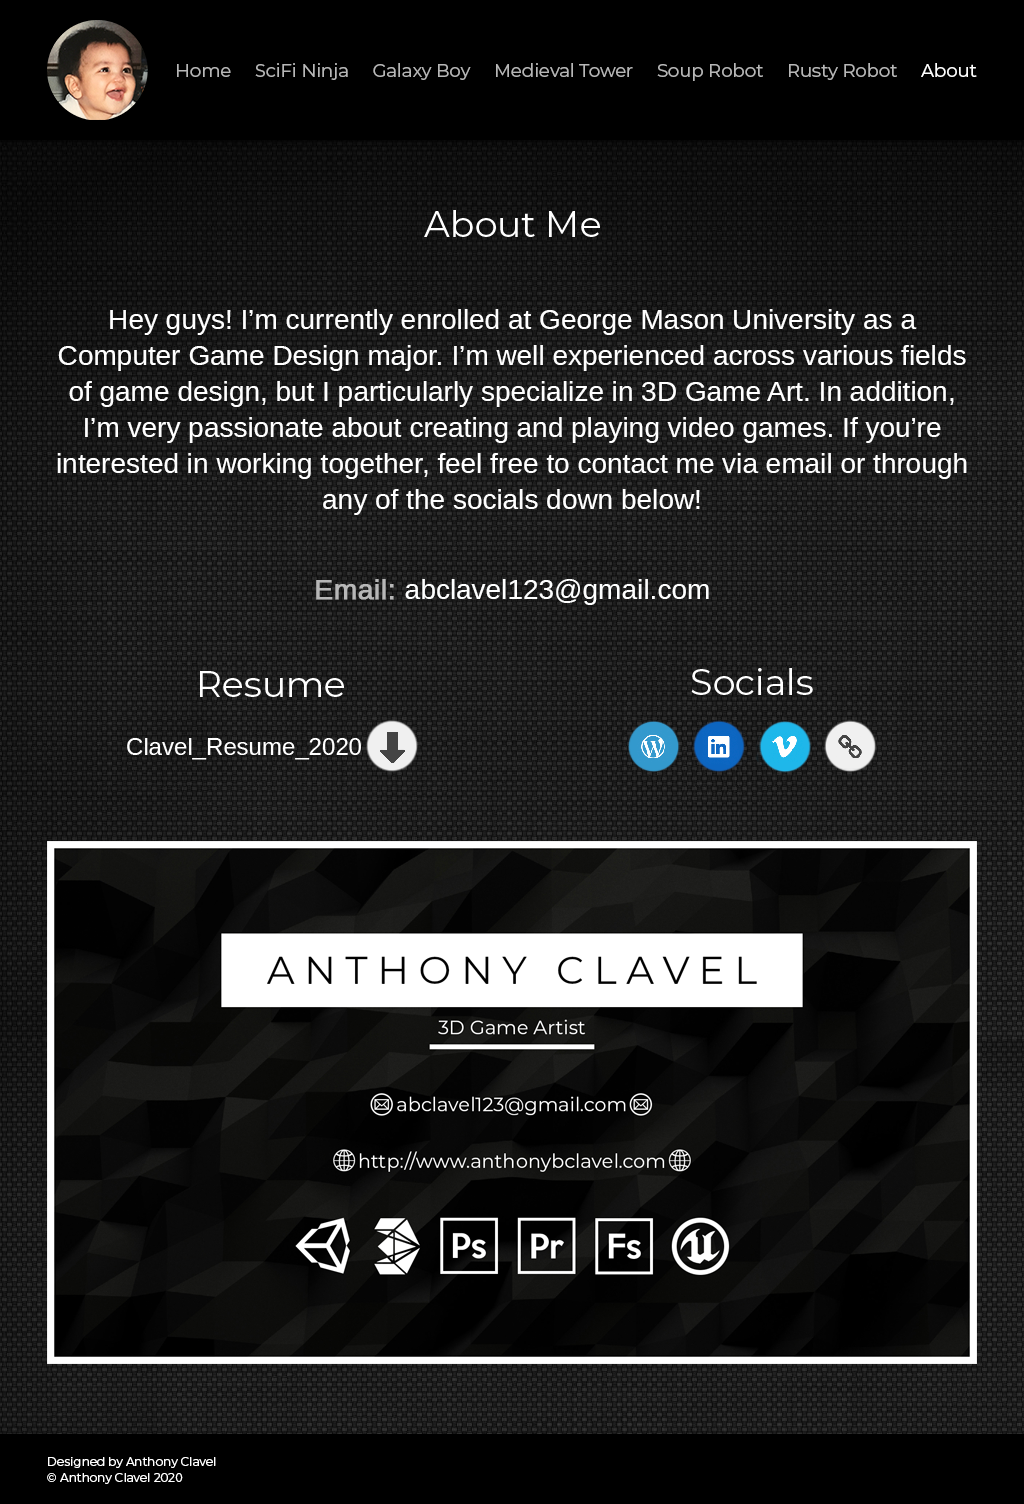 Home SciFi Ninja Galaxy Boy Medieval Tower Soup Robot Rusty Robot About
About Me
Hey guys! I’m currently enrolled at George Mason University as a
Computer Game Design major. I’m well experienced across various fields
of game design, but I particularly specialize in 3D Game Art. In addition,
I’m very passionate about creating and playing video games. If you’re
interested in working together, feel free to contact me via email or through
any of the socials down below!
Email: abclavel123@gmail.com
Resume
Clavel_Resume_2020
Socials
ANTHONY CLAVEL
3D Game Artist
abclavel123@gmail.com
http://www.anthonybclavel.com
Ps Pr Fs
Designed by Anthony Clavel
© Anthony Clavel 2020